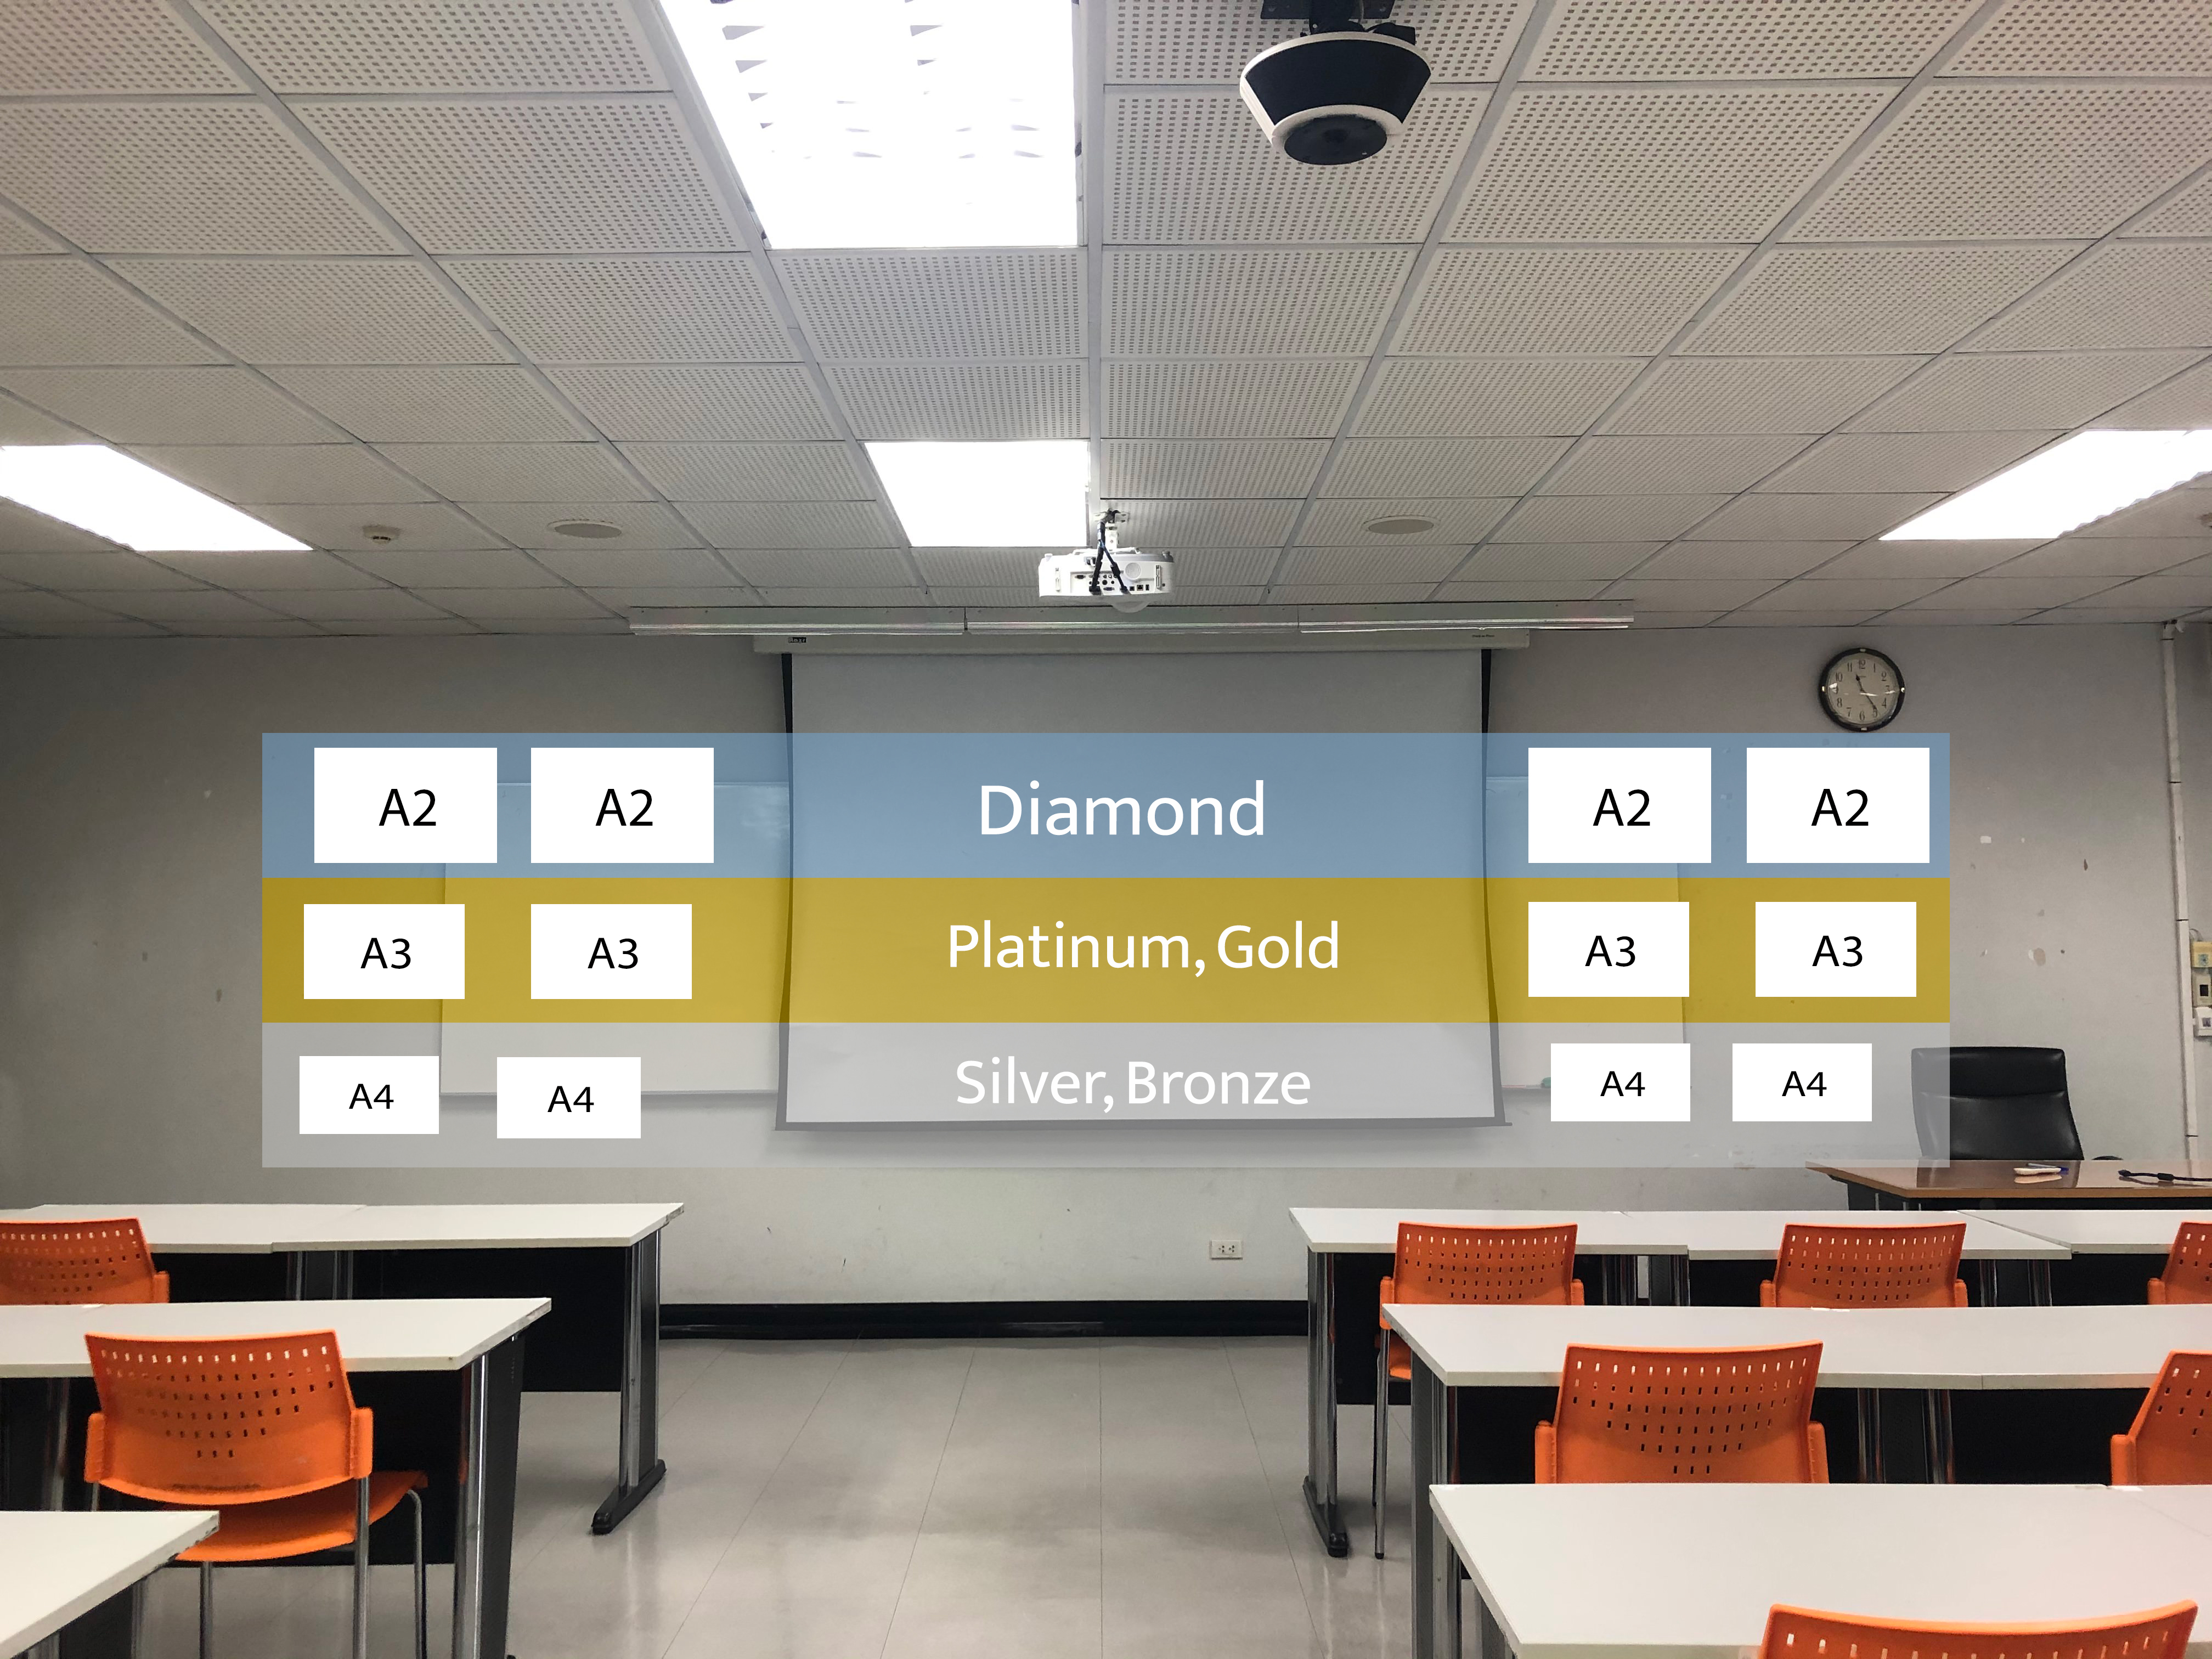 A2 A2 Diamond A2 A2
A3 A3 Platinum, Gold A3 A3
A4 A4 Silver, Bronze A4 A4